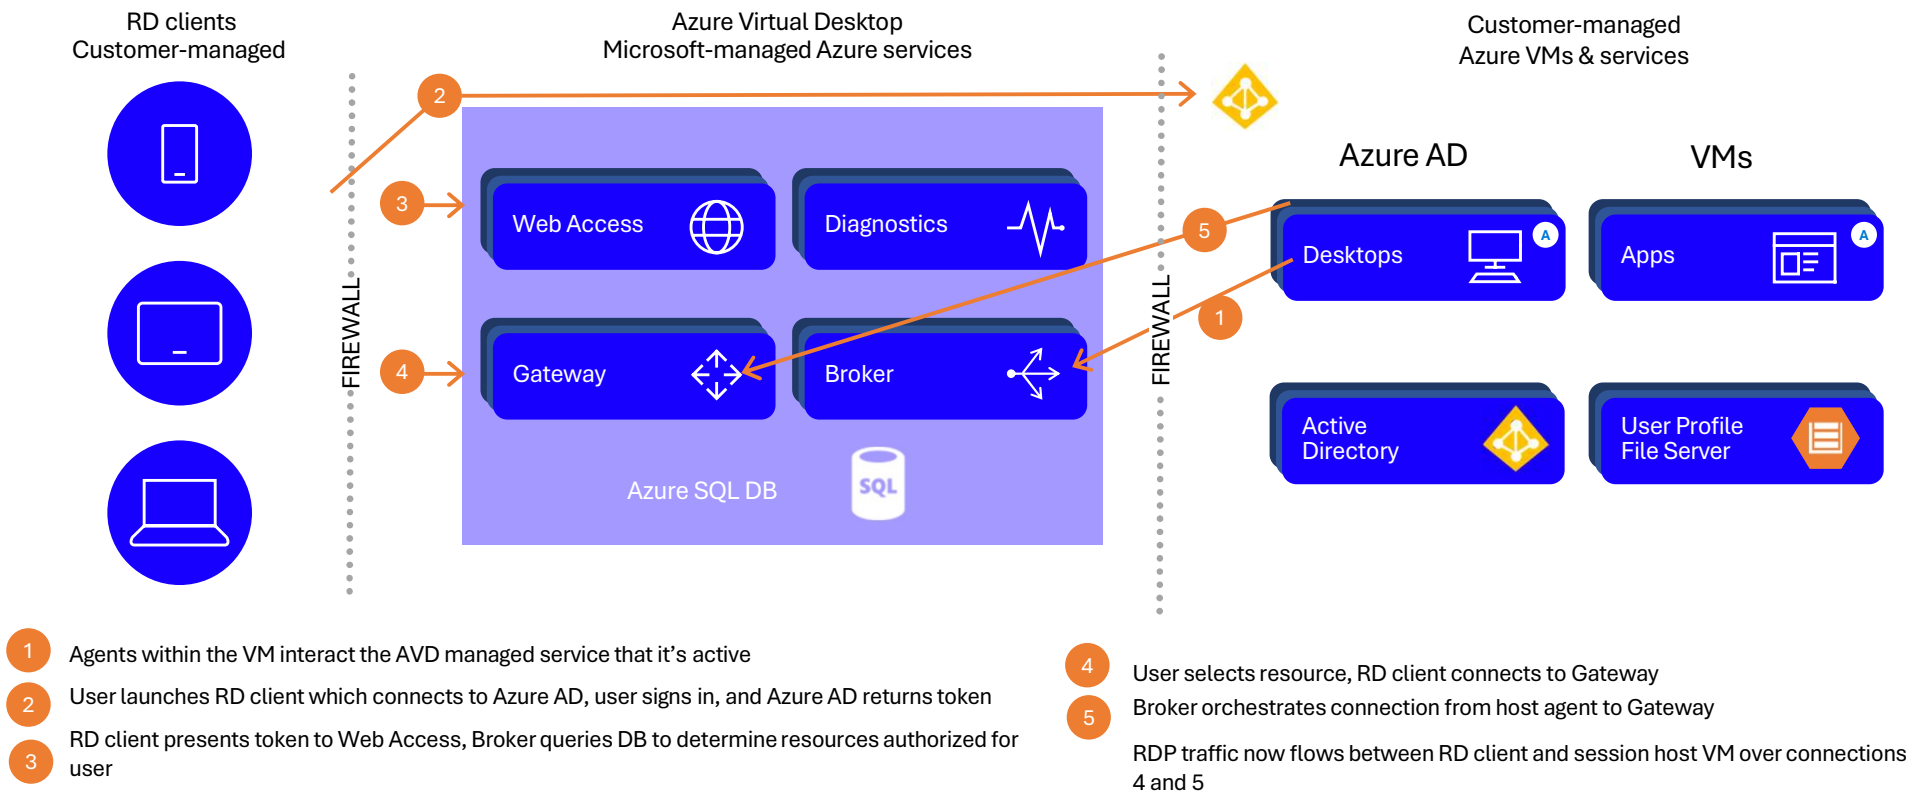 RD clients
Customer-managed
Azure Virtual Desktop
Microsoft-managed Azure services
Customer-managed
Azure VMs & services
2
Azure AD
VMs
3
Web Access
Diagnostics
5
Desktops
A
Apps
A
FIREWALL
FIREWALL
1
4
Gateway
Broker
Active
Directory
User Profile
File Server
Azure SQL DB
SQL
1
Agents within the VM interact the AVD managed service that it's active
2
User launches RD client which connects to Azure AD, user signs in, and Azure AD returns token
3
RD client presents token to Web Access, Broker queries DB to determine resources authorized for
user
4
User selects resource, RD client connects to Gateway
5
Broker orchestrates connection from host agent to Gateway
RDP traffic now flows between RD client and session host VM over connections
4 and 5